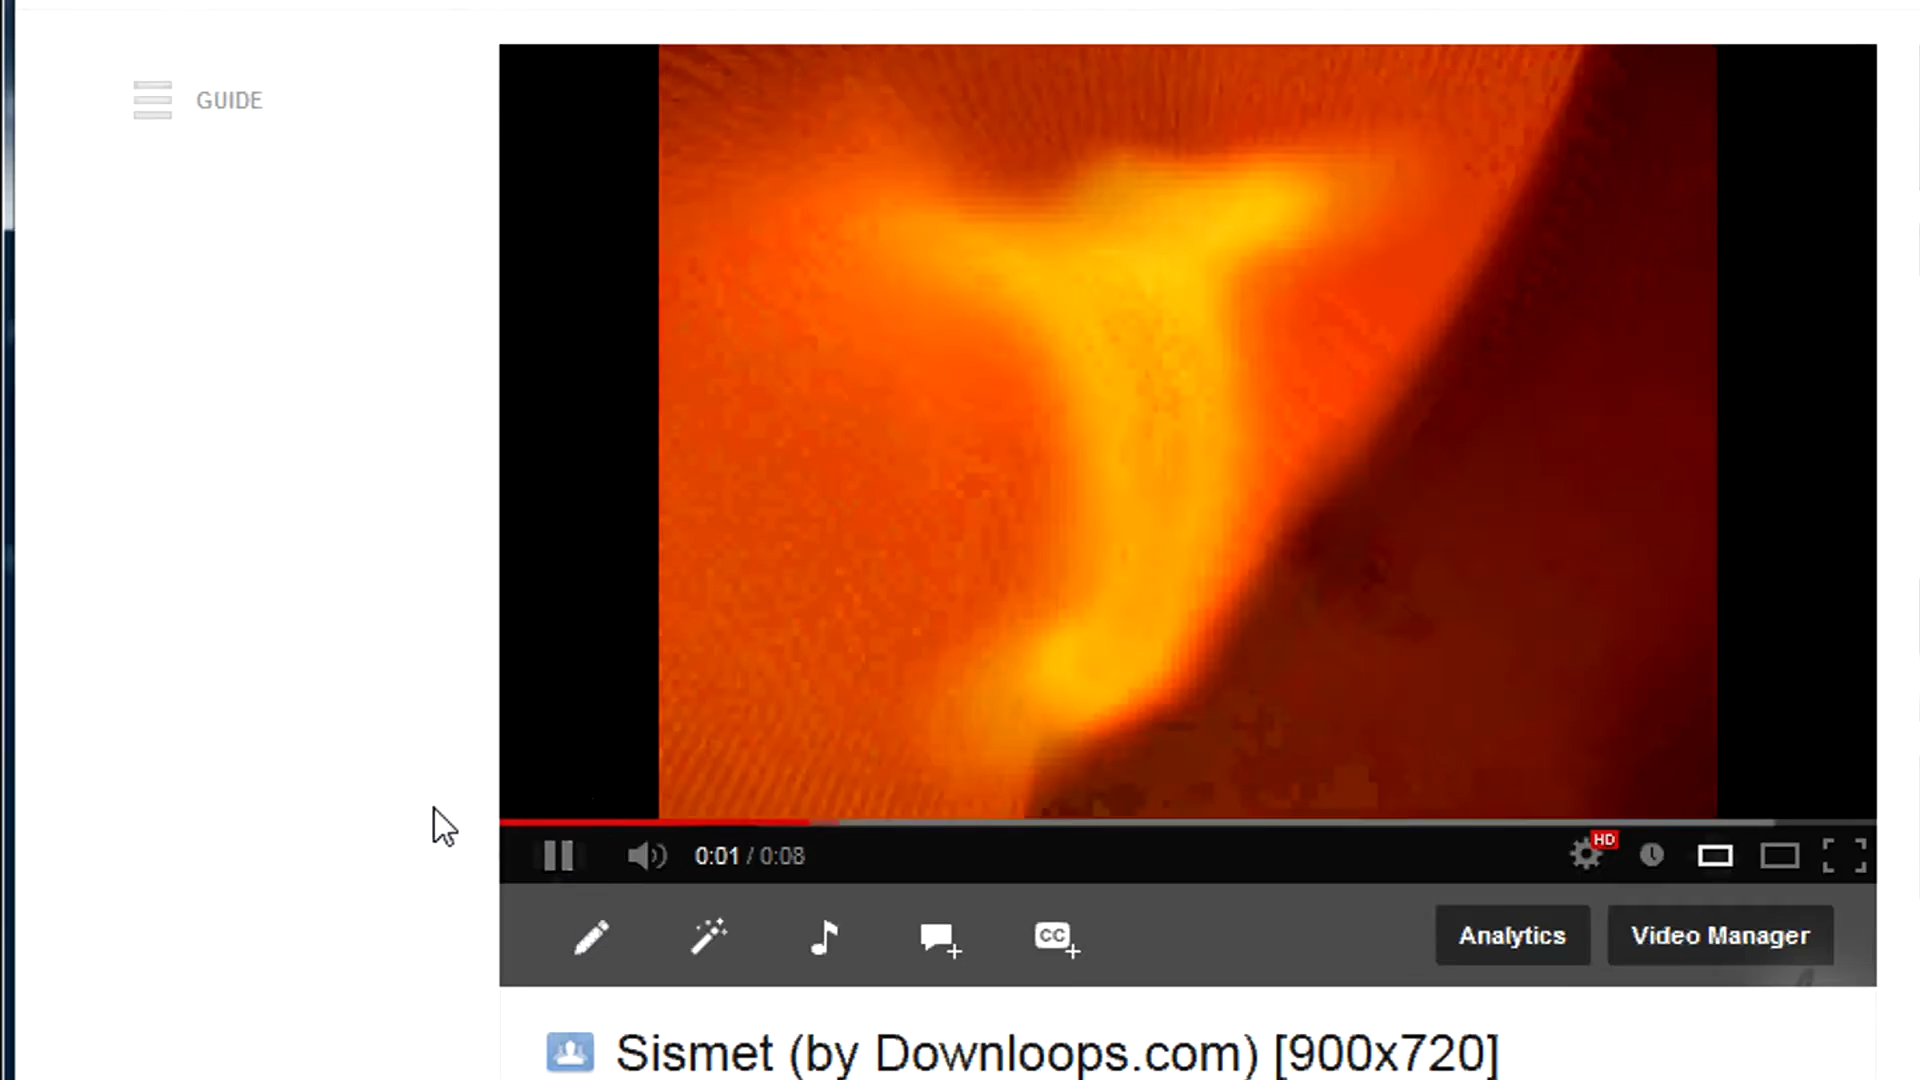 GUIDE
0:01 / 0:08
HD
CC
Analytics
Video Manager
Sismet (by Downloops.com) [900x720]